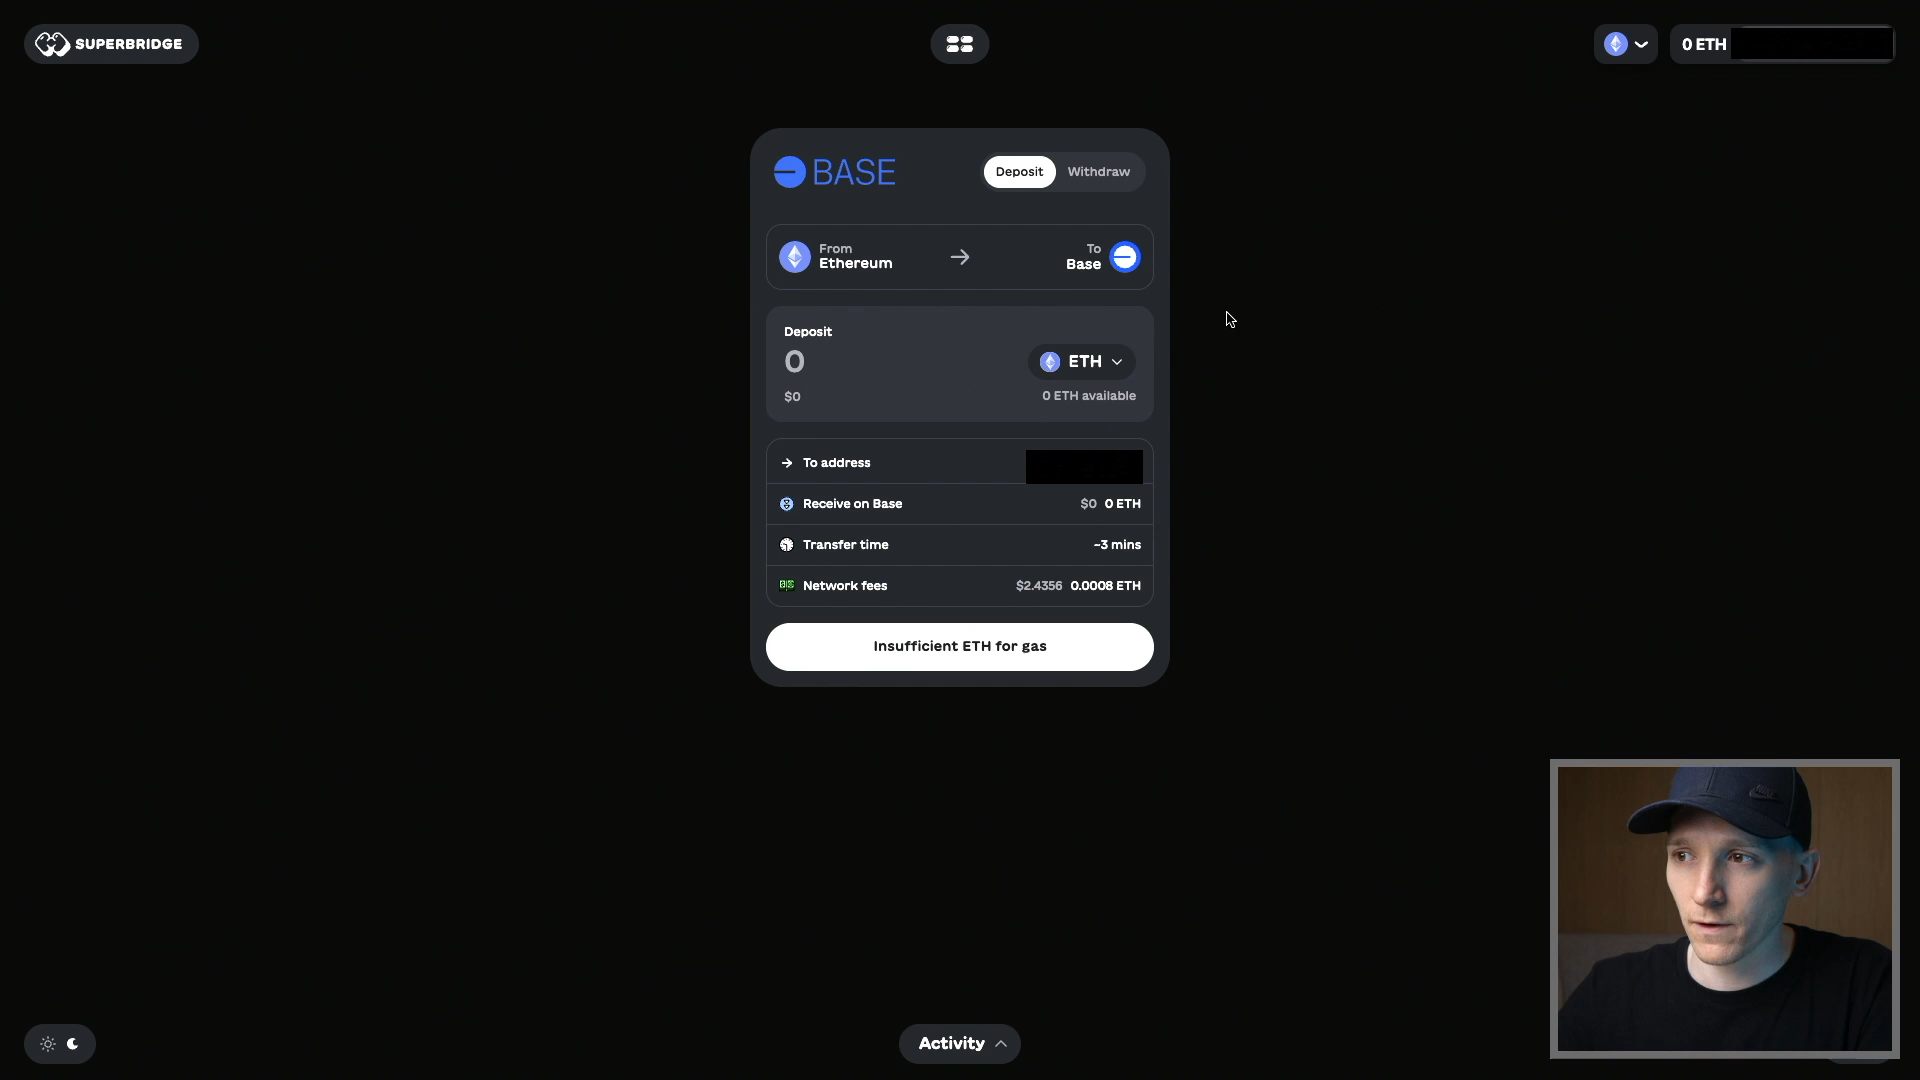 SUPERBRIDGE
0 ETH
BASE
Deposit
Withdraw
From
Ethereum
To
Base
Deposit
0
ETH
$0
0 ETH available
To address
Receive on Base
$0 0 ETH
Transfer time
~3 mins
Network fees
$2.4356 0.0008 ETH
Insufficient ETH for gas
Activity